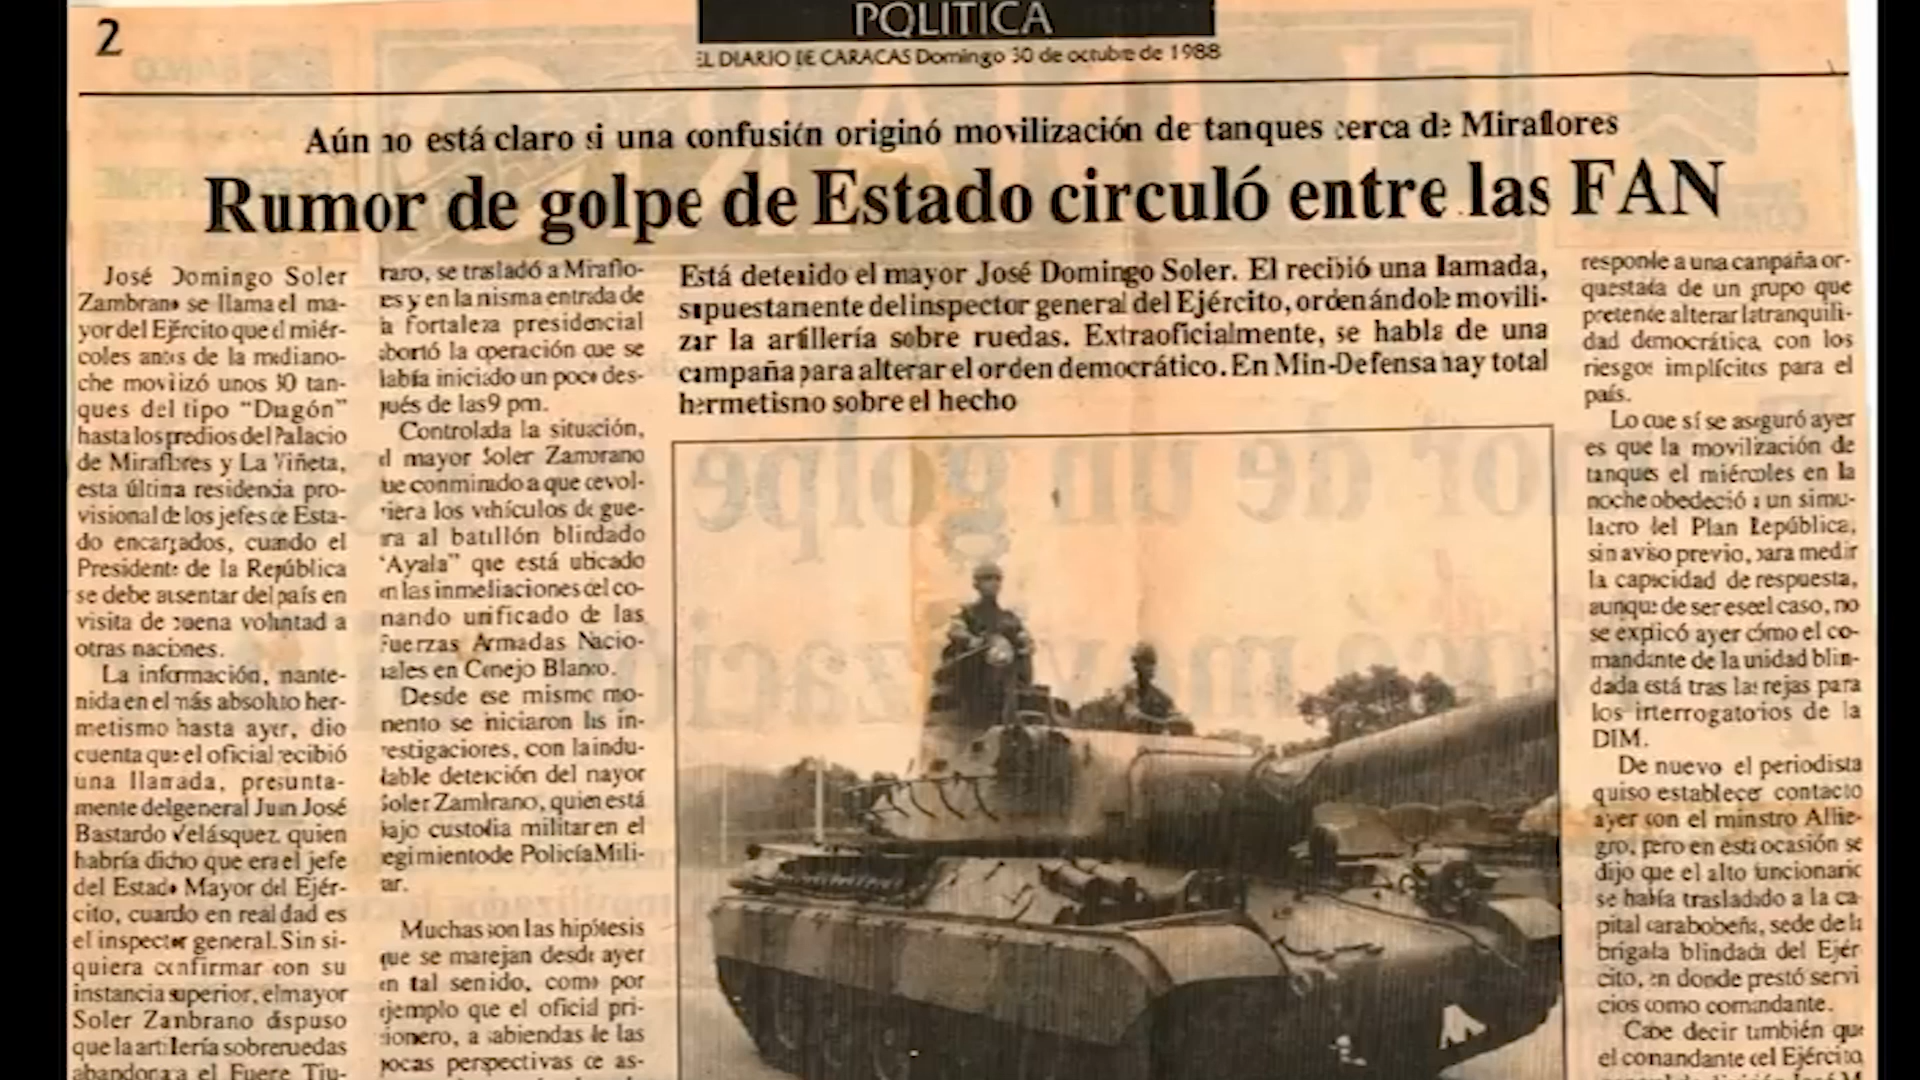 POLITICA
2
EL DIARIO DE CARACAS Domingo 30 de octubre de 1988
Aún no está claro si una confusión originó movilización de tanques cerca de Miraflores
Rumor de golpe de Estado circuló entre las FAN
José Domingo Soler
Zambrano se llama el ma-
yor del Ejército que el miér-
coles antes de la mediano-
che movilizó unos 30 tan-
ques del tipo "Dragón"
hasta los predios del Palacio
de Miraflores y La Viñeta,
esta última residencia pro-
visional de los jefes de Esta-
do encargados, cuando el
Presidente de la República
se debe ausentar del país en
visita de buena voluntad a
otras naciones.
La información, mante-
nida en el más absoluto her-
metismo hasta ayer, dio
cuenta que el oficial recibió
una llamada, presunta-
mente del general Juan José
Bastardo Velásquez, quien
habría dicho que era el jefe
del Estado Mayor del Ejér-
cito, cuando en realidad es
el inspector general. Sin si-
quiera confirmar con su
instancia superior, el mayor
Soler Zambrano dispuso
que la artillería sobre ruedas
abandonara el Fuerte Tiu-
raro, se trasladó a Miraflo-
res y en la misma entrada de
la fortaleza presidencial
abortó la operación que se
había iniciado un poco des-
pués de las 9 pm.
Controlada la situación,
el mayor Soler Zambrano
fue conminado a que devol-
viera los vehículos de gue-
rra al batallón blindado
"Ayala" que está ubicado
en las inmediaciones del co-
mando unificado de las
Fuerzas Armadas Nacio-
nales en Conejo Blanco.
Desde ese mismo mo-
mento se iniciaron las in-
vestigaciones, con la indu-
dable detención del mayor
Soler Zambrano, quien está
bajo custodia militar en el
regimiento de Policía Mili-
tar.
Muchas son las hipótesis
que se manejan desde ayer
en tal sentido, como por
ejemplo que el oficial pri-
sionero, a sabiendas de las
pocas perspectivas de as-
Está detenido el mayor José Domingo Soler. El recibió una llamada,
supuestamente del inspector general del Ejército, ordenándole movili-
zar la artillería sobre ruedas. Extraoficialmente, se habla de una
campaña para alterar el orden democrático. En Min-Defensa hay total
hermetismo sobre el hecho
responde a una campaña or-
questada de un grupo que
pretende alterar la tranquili-
dad democrática, con los
riesgos implícitos para el
país.
Lo que sí se aseguró ayer
es que la movilización de
tanques el miércoles en la
noche obedeció a un simu-
lacro del Plan República,
sin aviso previo, para medir
la capacidad de respuesta,
aunque de ser ese el caso, no
se explicó ayer cómo el co-
mandante de la unidad blin-
dada está tras las rejas para
los interrogatorios de la
DIM.
De nuevo el periodista
quiso establecer contacto
ayer con el ministro Allie-
gro, pero en esta ocasión se
dijo que el alto funcionario
se había trasladado a la ca-
pital carabobeña, sede de la
brigada blindada del Ejér
cito, en donde prestó servi
cios como comandante.
Cabe decir también que
el comandante del Ejército,